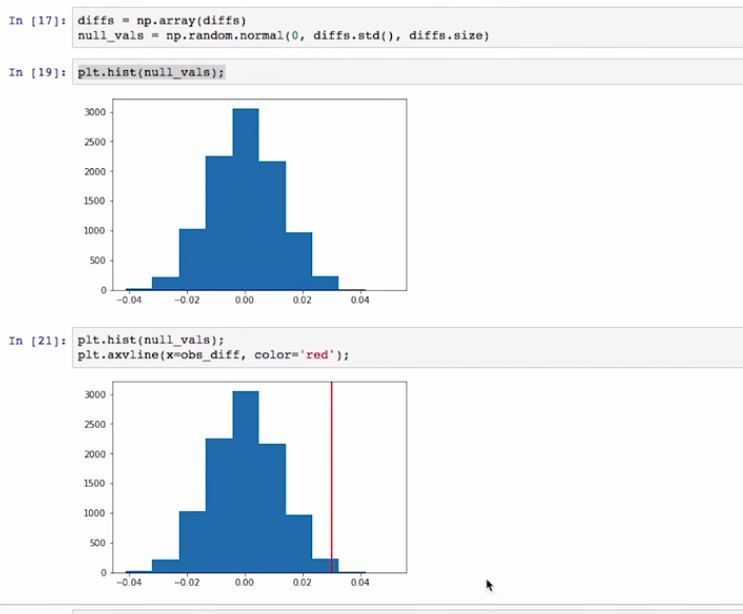 In [17]: diffs = np.array(diffs)
null_vals = np.random.normal(0, diffs.std(), diffs.size)
In [19]: plt.hist(null_vals);
3000
2500
2000
1500
1000
500
0
−0.04 −0.02 0.00 0.02 0.04
In [21]: plt.hist(null_vals);
plt.axvline(x=obs_diff, color='red');
3000
2500
2000
1500
1000
500
0
−0.04 −0.02 0.00 0.02 0.04